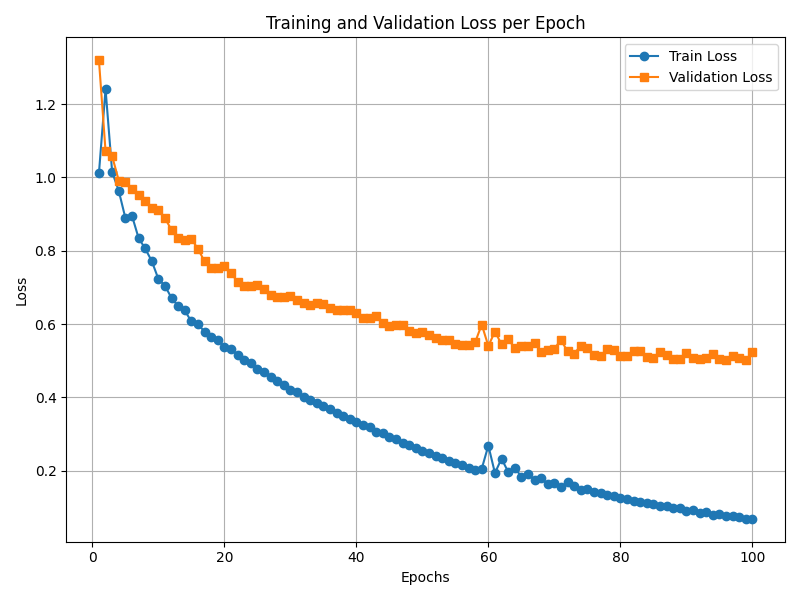 Training and Validation Loss per Epoch
Train Loss
Validation Loss
1.2
1.0
0.8
0.6
0.4
0.2
Loss
0 20 40 60 80 100
Epochs